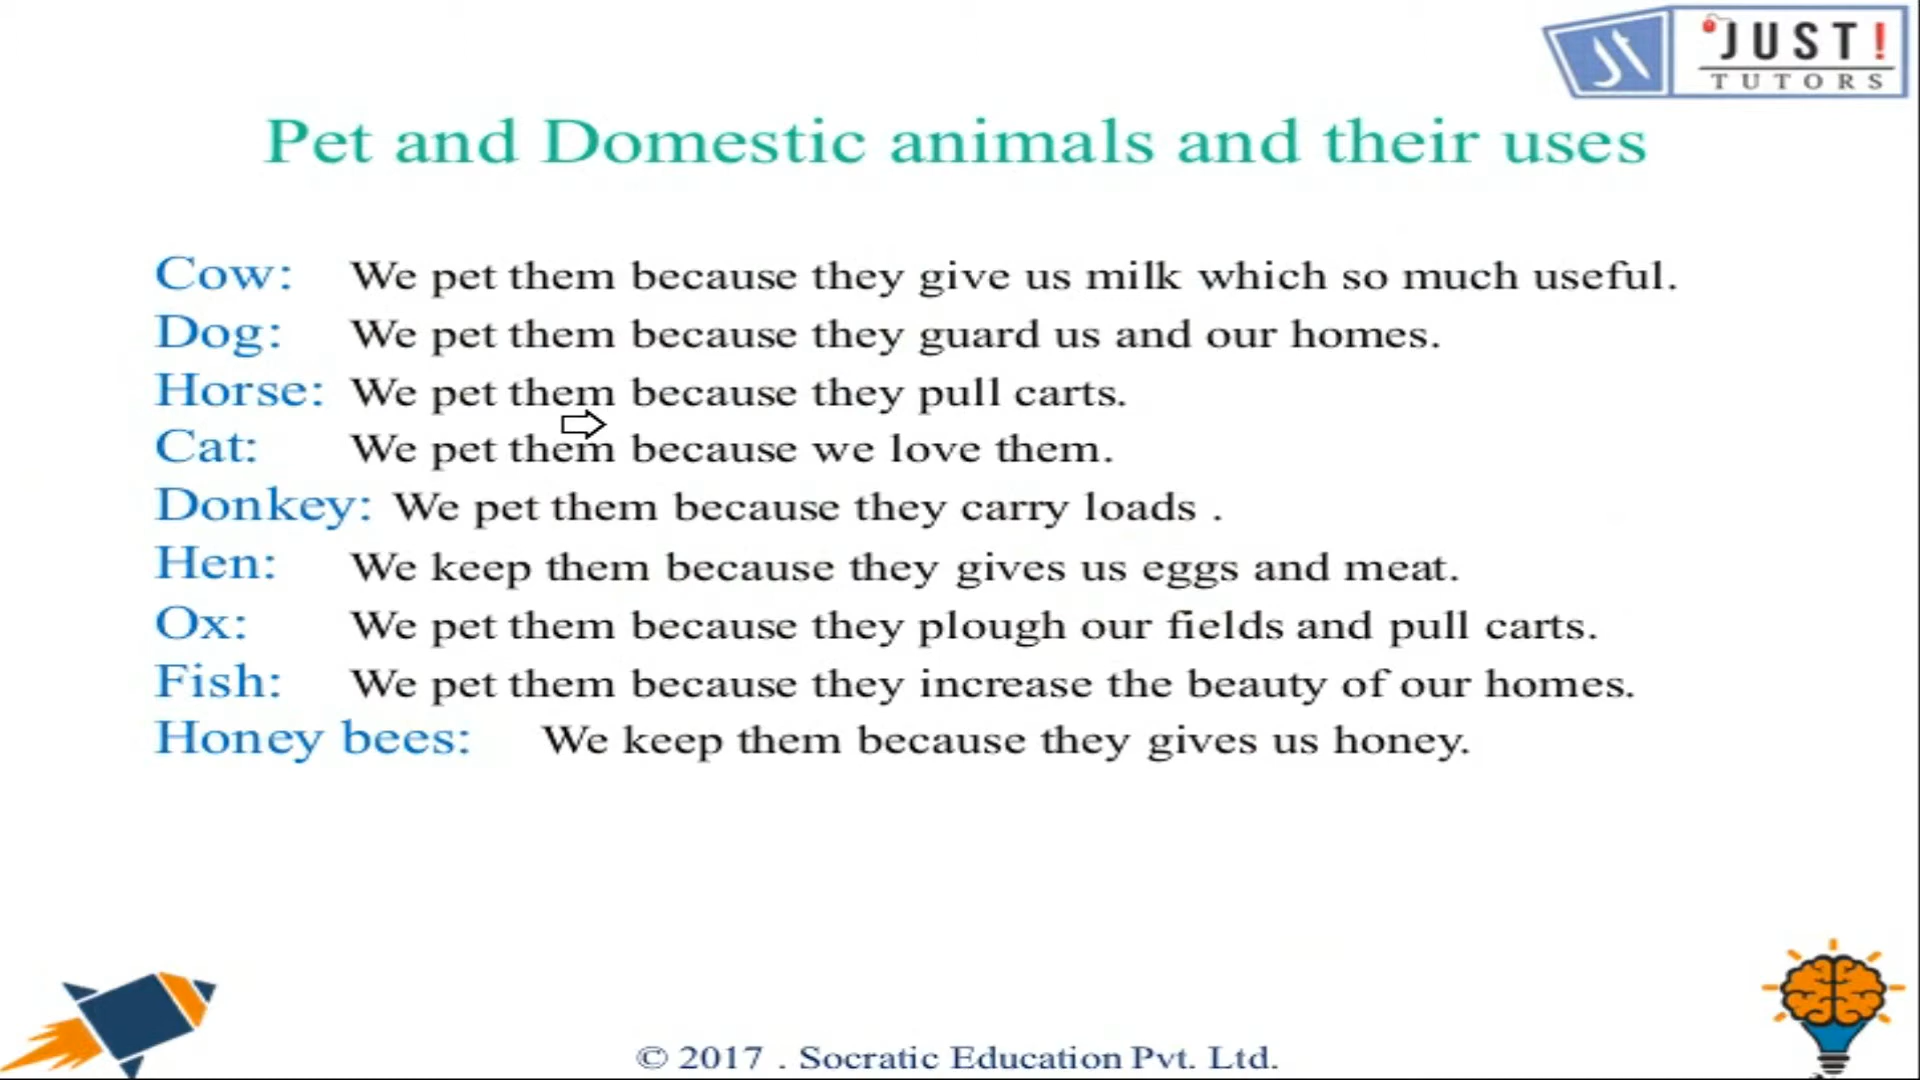 JUST!
TUTORS
Pet and Domestic animals and their uses
Cow: We pet them because they give us milk which so much useful.
Dog: We pet them because they guard us and our homes.
Horse: We pet them because they pull carts.
Cat: We pet them because we love them.
Donkey: We pet them because they carry loads .
Hen: We keep them because they gives us eggs and meat.
Ox: We pet them because they plough our fields and pull carts.
Fish: We pet them because they increase the beauty of our homes.
Honey bees: We keep them because they gives us honey.
© 2017 . Socratic Education Pvt. Ltd.